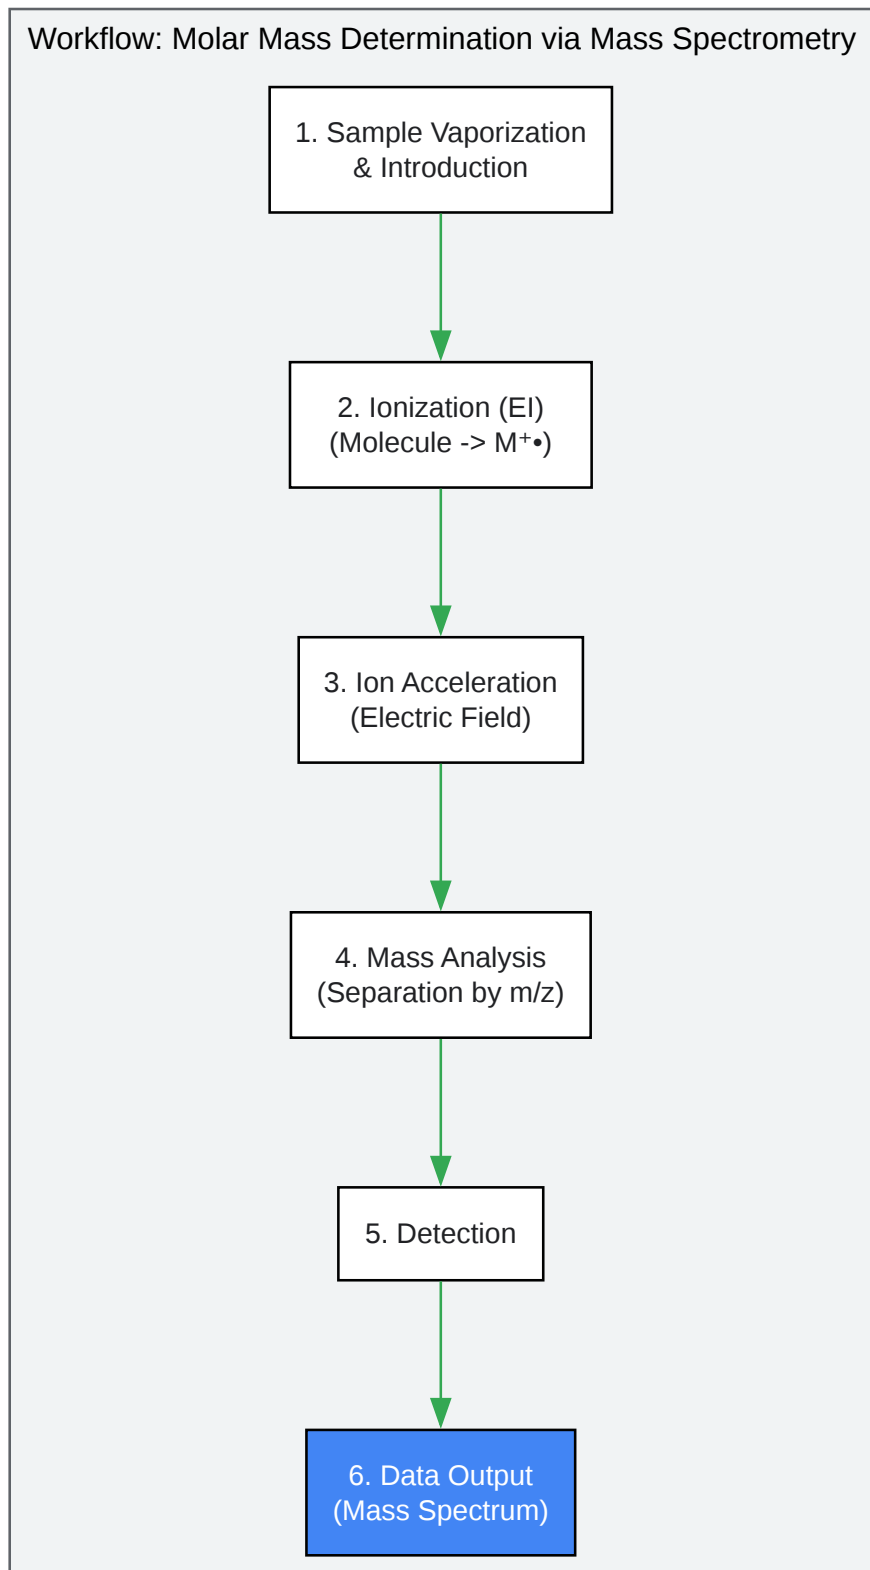 Workflow: Molar Mass Determination via Mass Spectrometry
1. Sample Vaporization
& Introduction
2. Ionization (EI)
(Molecule -> M⁺•)
3. Ion Acceleration
(Electric Field)
4. Mass Analysis
(Separation by m/z)
5. Detection
6. Data Output
(Mass Spectrum)